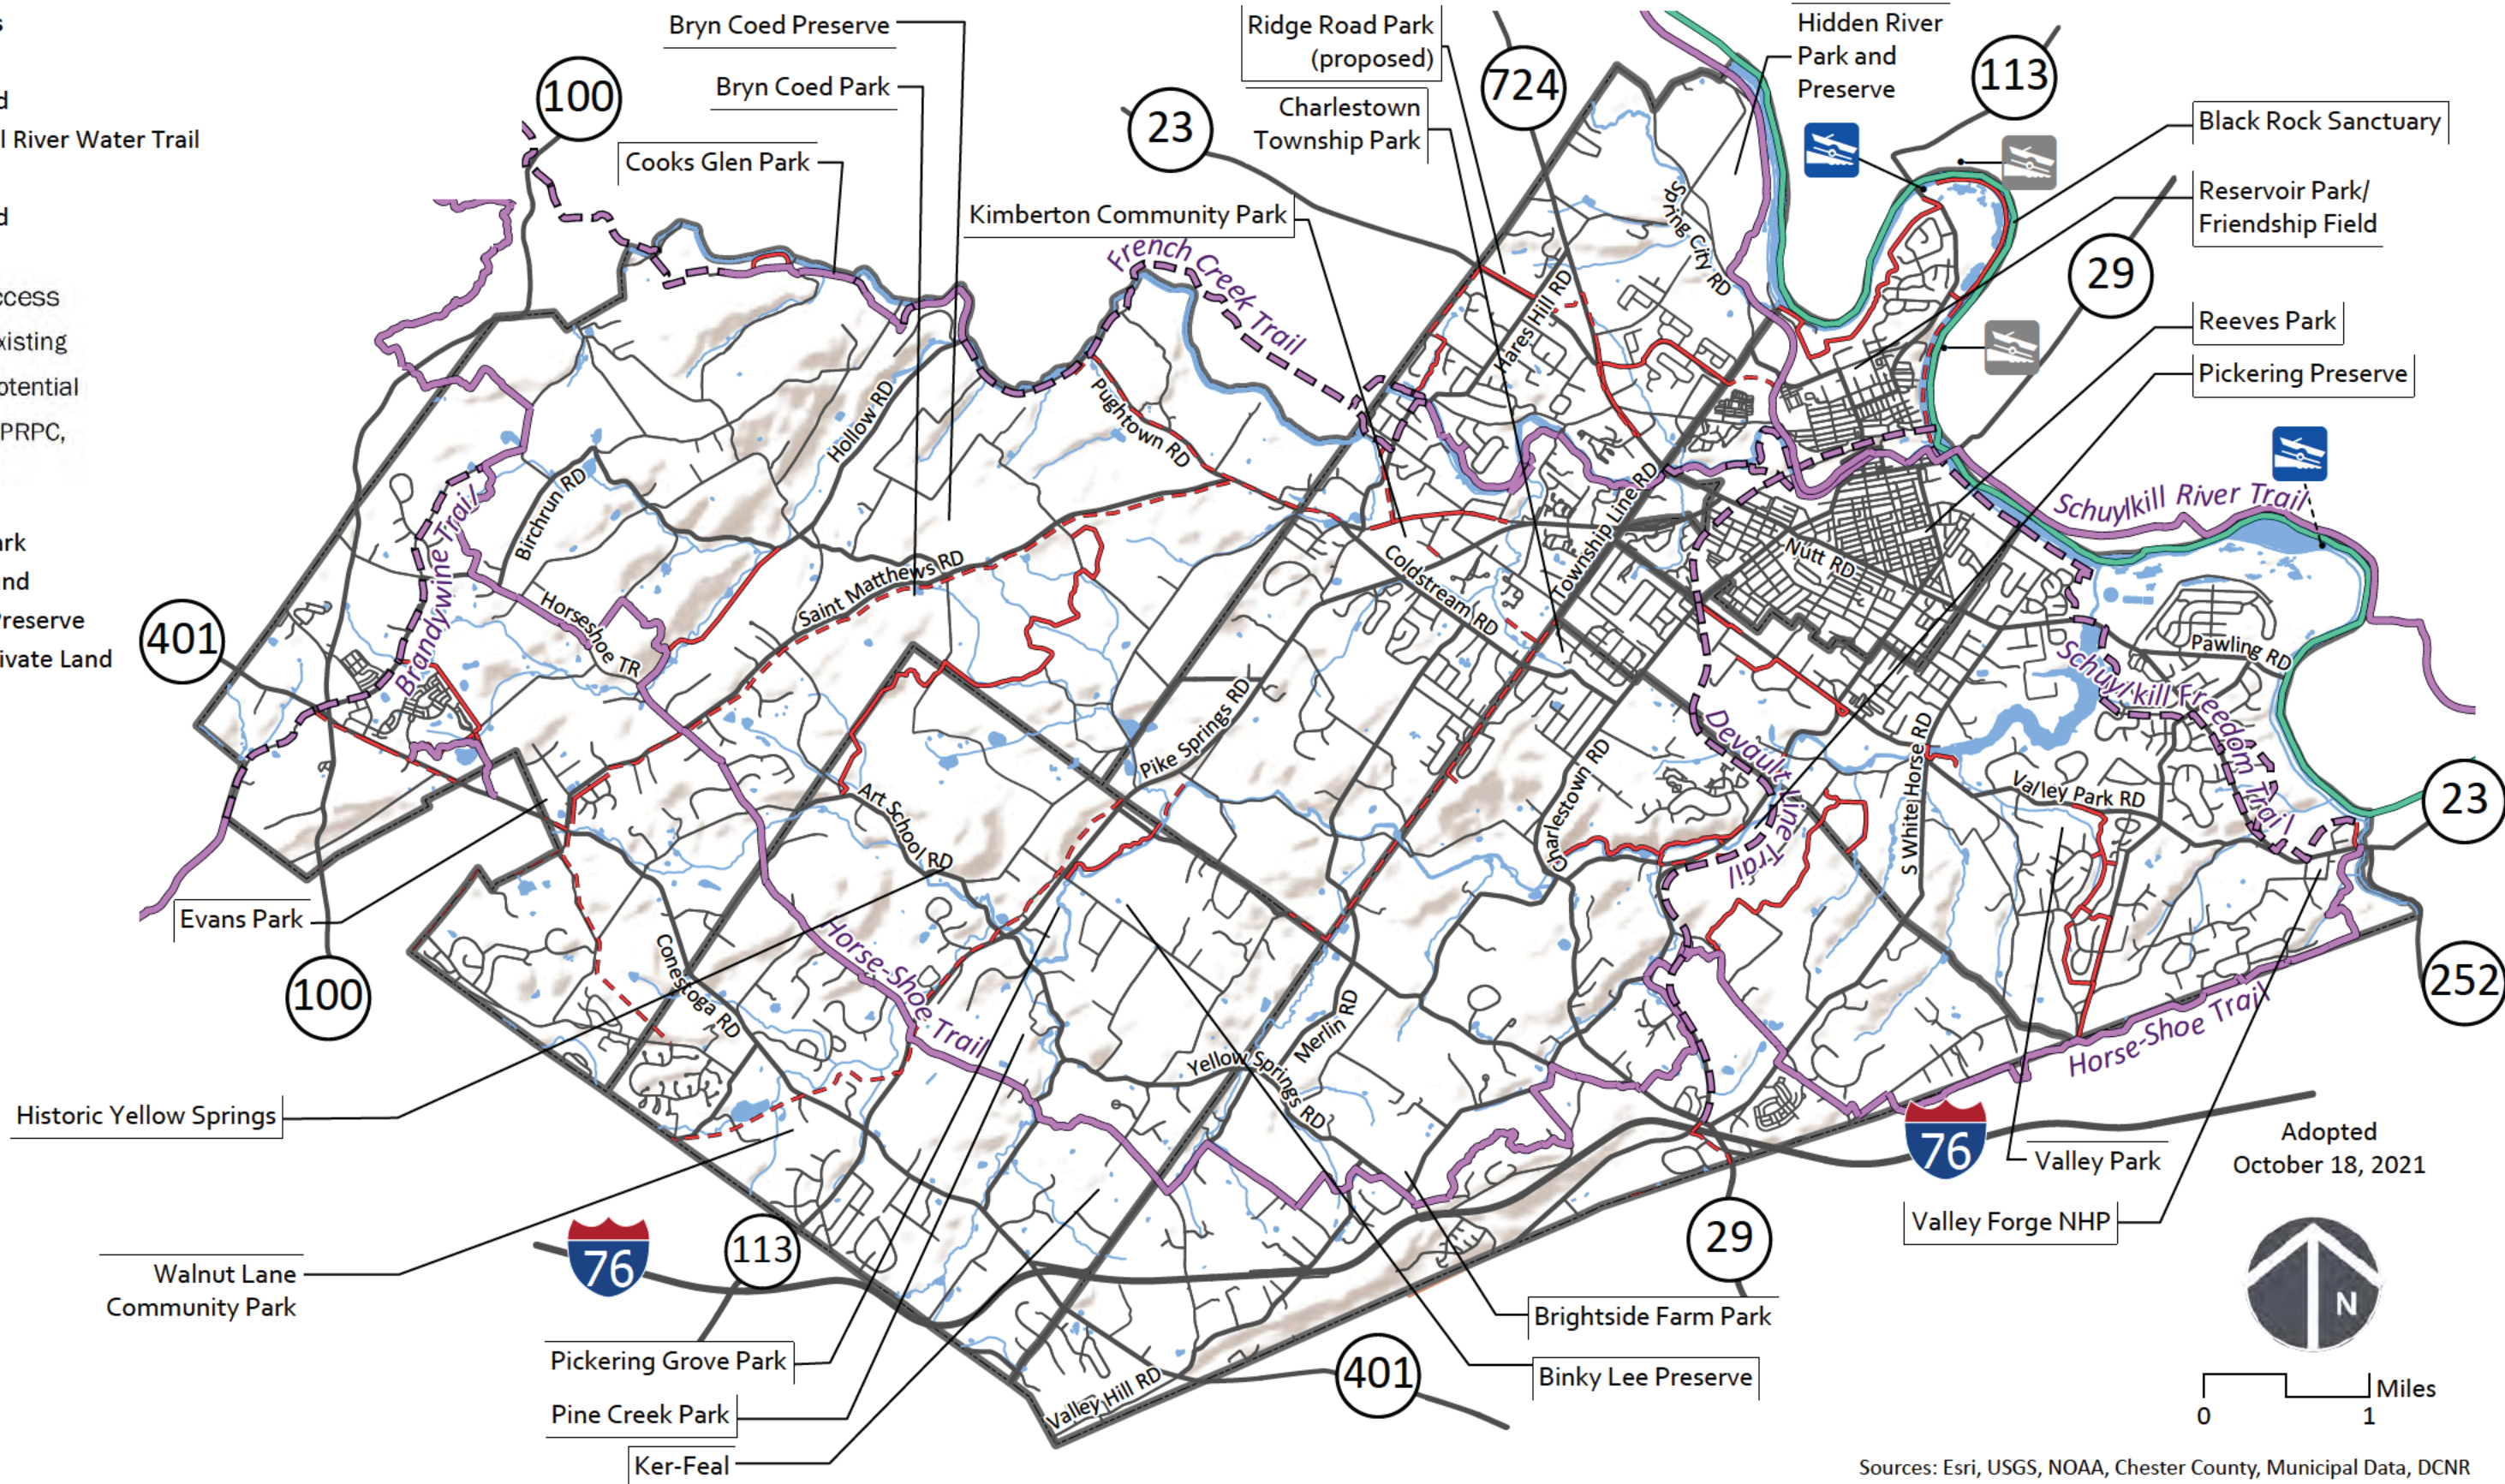 Bryn Coed Preserve
Bryn Coed Park
Cooks Glen Park
Kimberton Community Park
Ridge Road Park
(proposed)
Charlestown
Township Park
Hidden River
Park and
Preserve
Black Rock Sanctuary
Reservoir Park/
Friendship Field
Reeves Park
Pickering Preserve
100
23
724
113
29
l River Water Trail
ark
401
French Creek Trail
Spring City RD
Hares Hill RD
Pughtown RD
Hollow RD
Birchrun RD
Brandywine Trail
Horseshoe TR
Saint Matthews RD
Coldstream RD
Township Line RD
Nutt RD
Schuylkill River Trail
Pawling RD
Schuylkill Freedom Trail
Devault Line Trail
Pike Springs RD
Art School RD
Charlestown RD
S White Horse RD
Valley Park RD
23
252
Evans Park
100
Conestoga RD
Horse-Shoe Trail
Merlin RD
Yellow Springs RD
Horse-Shoe Trail
Historic Yellow Springs
Walnut Lane
Community Park
76
113
Pickering Grove Park
Pine Creek Park
Ker-Feal
Valley Hill RD
401
Brightside Farm Park
Binky Lee Preserve
29
76
Valley Park
Valley Forge NHP
Adopted
October 18, 2021
N
Miles
0 1
Sources: Esri, USGS, NOAA, Chester County, Municipal Data, DCNR
s
d
d
ccess
xisting
otential
PRPC,
and
Preserve
ivate Land